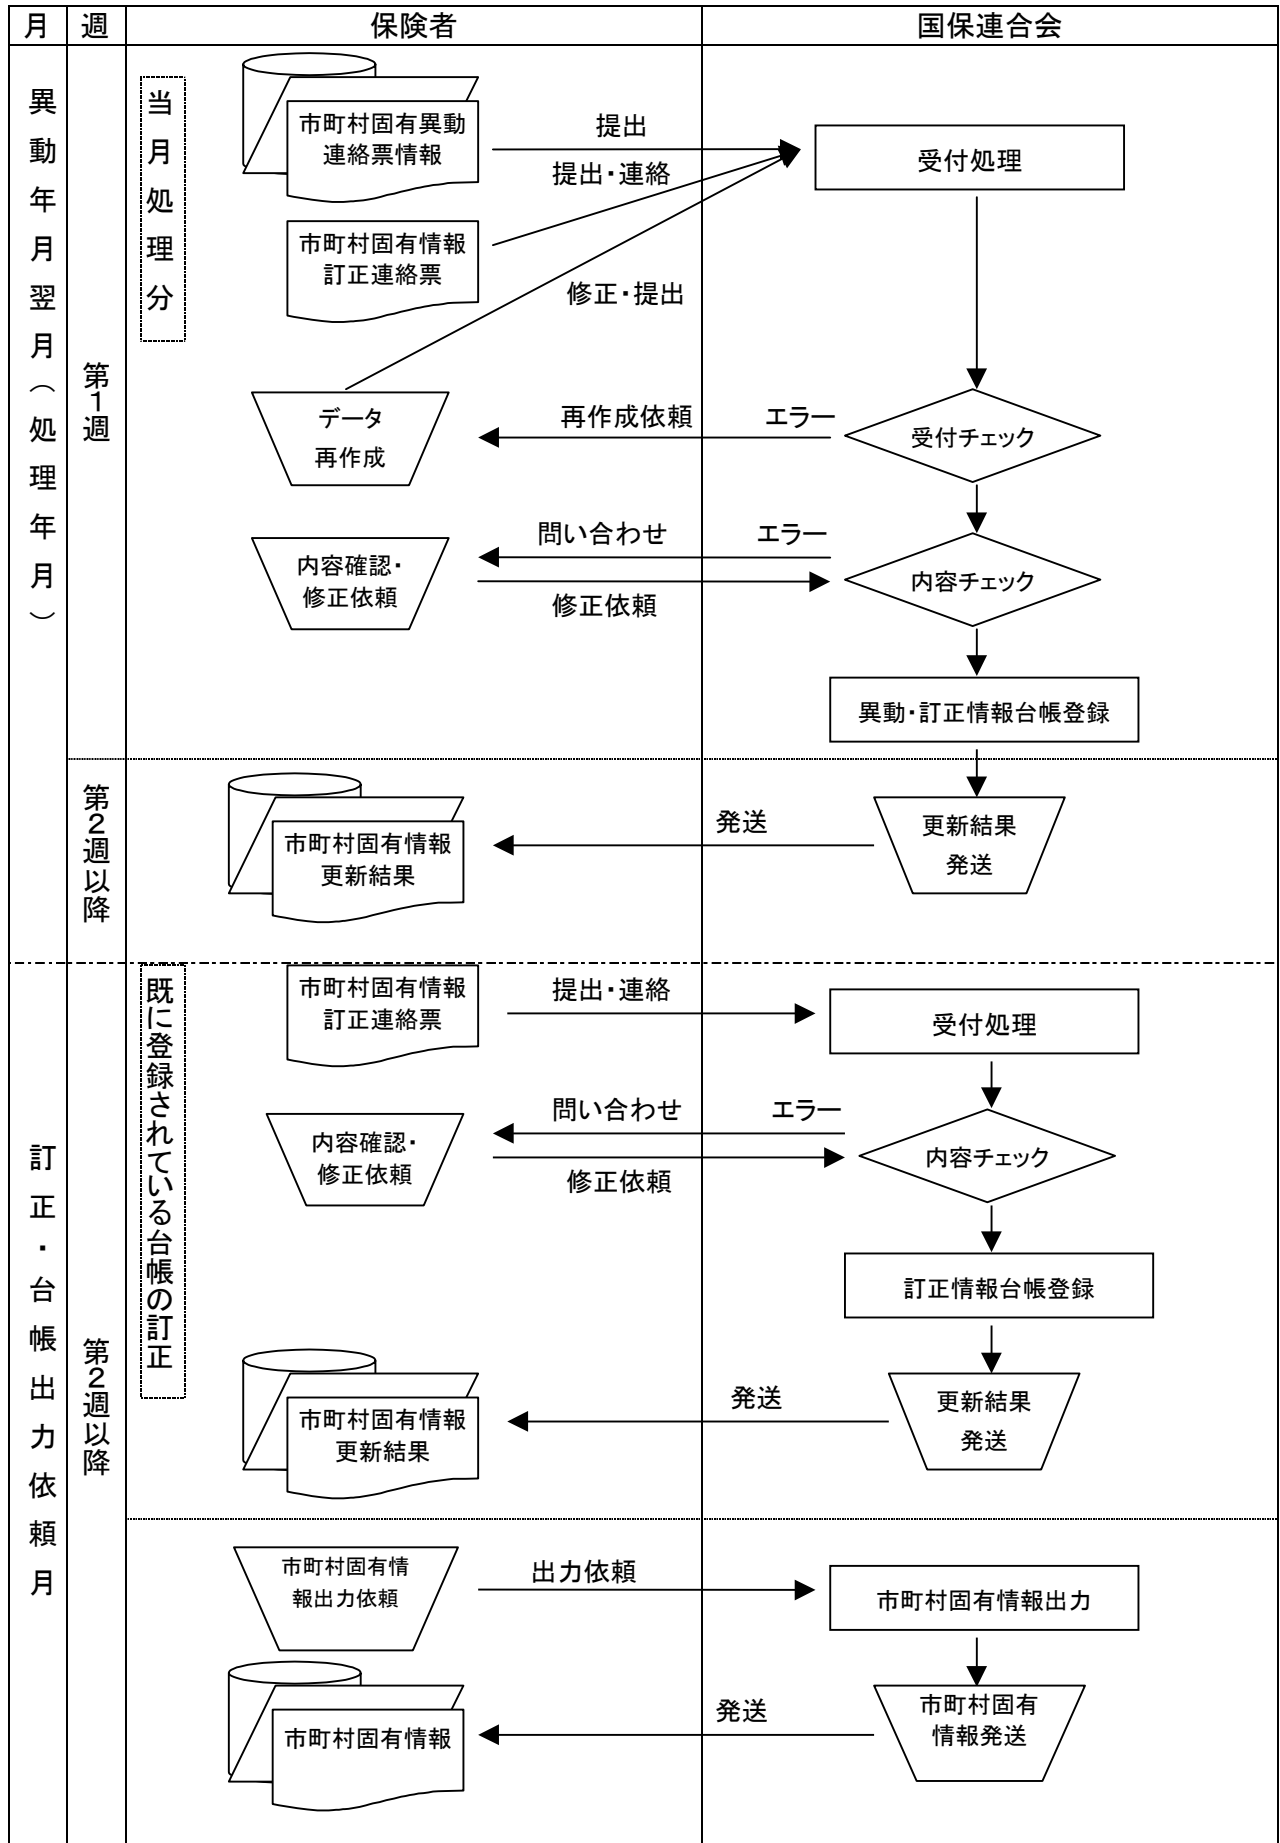 月
週
保険者
国保連合会
異動年月翌月（処理年月）
第1週
当月処理分
市町村固有異動
連絡票情報
提出
受付処理
提出・連絡
市町村固有情報
訂正連絡票
修正・提出
データ
再作成
再作成依頼
エラー
受付チェック
問い合わせ
エラー
内容確認・
修正依頼
内容チェック
修正依頼
異動・訂正情報台帳登録
第2週以降
市町村固有情報
更新結果
発送
更新結果
発送
訂正・台帳出力依頼月
第2週以降
既に登録されている台帳の訂正
市町村固有情報
訂正連絡票
提出・連絡
受付処理
問い合わせ
エラー
内容確認・
修正依頼
内容チェック
修正依頼
訂正情報台帳登録
市町村固有情報
更新結果
発送
更新結果
発送
市町村固有情
報出力依頼
出力依頼
市町村固有情報出力
市町村固有情報
発送
市町村固有
情報発送